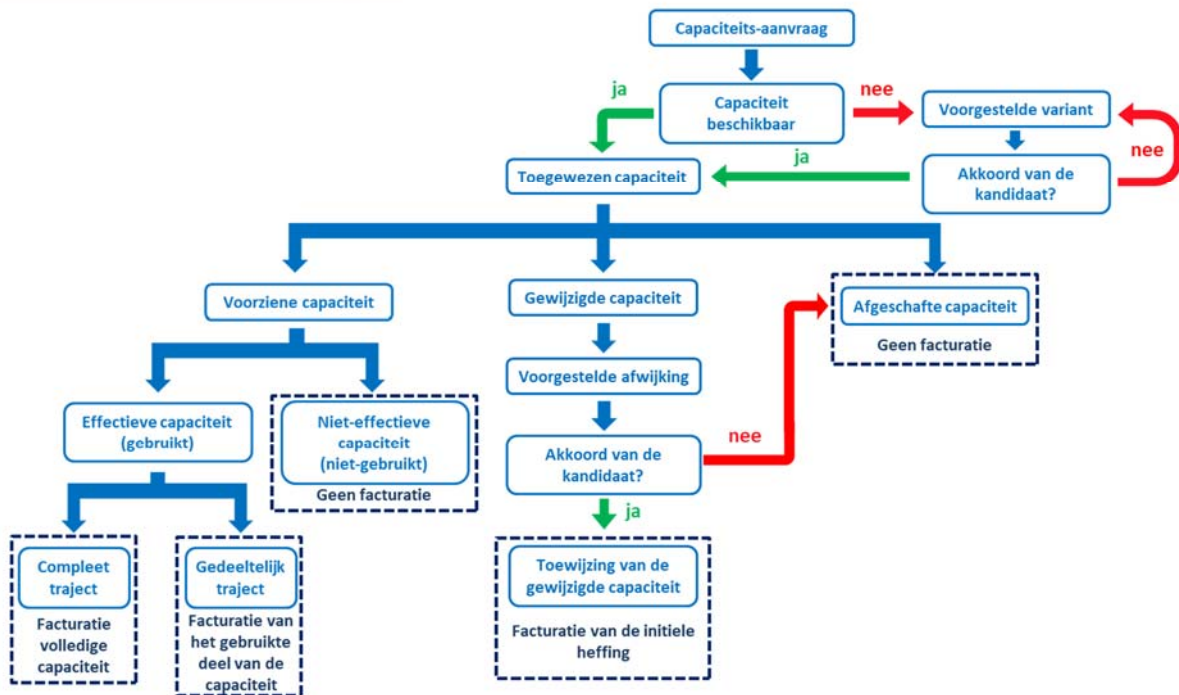 Capaciteits-aanvraag
ja
Capaciteit
beschikbaar
nee
Voorgestelde variant
ja
nee
Toegewezen capaciteit
Akkoord van de
kandidaat?
Voorziene capaciteit
Gewijzigde capaciteit
Afgeschafte capaciteit
Geen facturatie
Voorgestelde afwijking
Effectieve capaciteit
(gebruikt)
Niet-effectieve
capaciteit
(niet-gebruikt)
Geen facturatie
Akkoord van de
kandidaat?
nee
ja
Compleet
traject
Facturatie
volledige
capaciteit
Gedeeltelijk
traject
Facturatie van
het gebruikte
deel van de
capaciteit
Toewijzing van de
gewijzigde capaciteit
Facturatie van de initiele
heffing